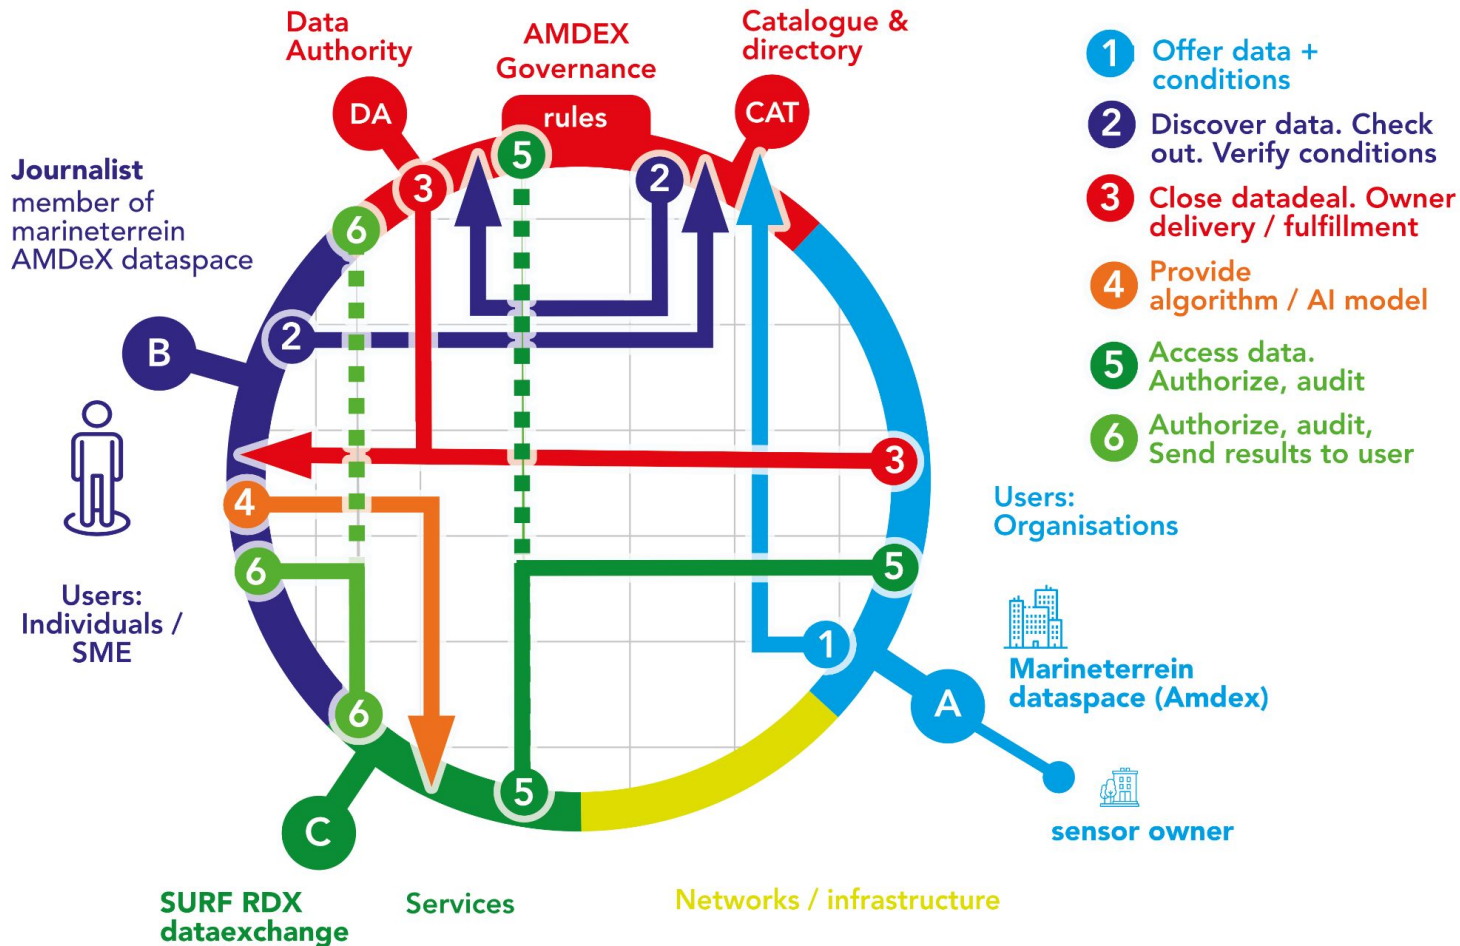 Data
Authority
AMDEX
Governance
rules
Catalogue &
directory
DA
CAT
1 Offer data +
conditions
2 Discover data. Check
out. Verify conditions
3 Close datadeal. Owner
delivery / fulfillment
4 Provide
algorithm / AI model
5 Access data.
Authorize, audit
6 Authorize, audit,
Send results to user
Journalist
member of
marineterrein
AMDeX dataspace
5
2
3
6
2
B
3
4
5
6
1
6
5
Users:
Individuals /
SME
Users:
Organisations
Marineterrein
dataspace (Amdex)
A
sensor owner
C
SURF RDX
dataexchange
Services
Networks / infrastructure